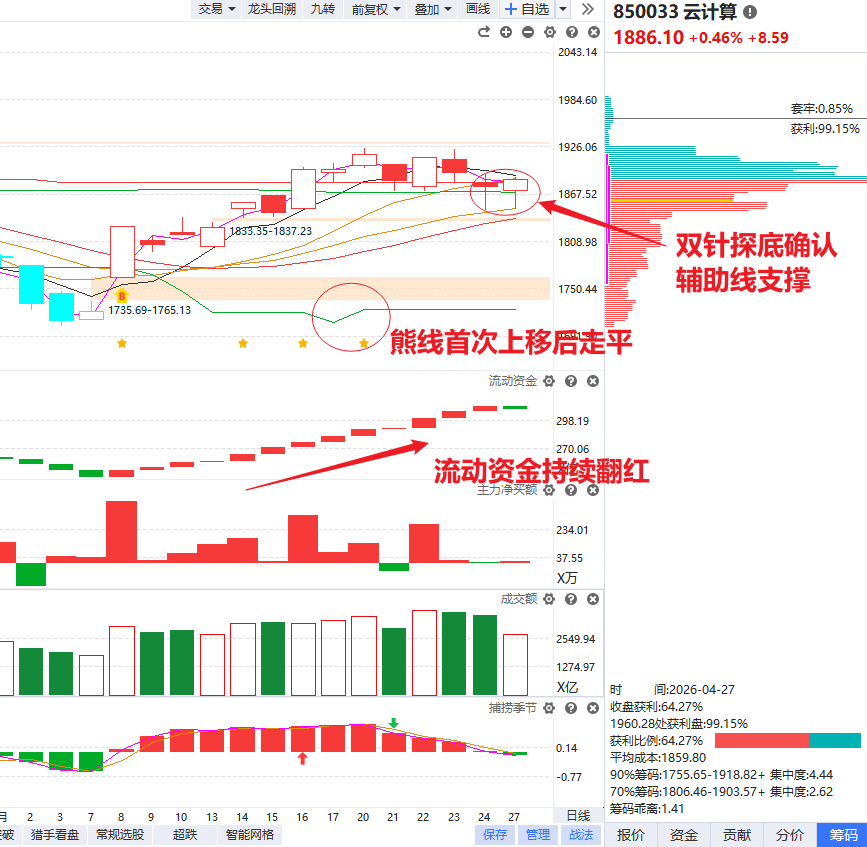 交易 龙头回溯 九转 前复权 叠加 画线 自选
850033 云计算
1886.10 +0.46% +8.59
2043.14
1984.60
套牢:0.85%
获利:99.15%
1926.06
1867.52
1833.35-1837.23
1808.98
双针探底确认
辅助线支撑
1750.44
B
1735.69-1765.13
熊线首次上移后走平
流动资金
298.19
270.06
流动资金持续翻红
主力净买额
234.01
37.55
X万
成交额
2549.94
1274.97
X亿
捕捞季节
0.14
-0.77
时 间:2026-04-27
收盘获利:64.27%
1960.28处获利盘:99.15%
获利比例:64.27%
平均成本:1859.80
90%筹码:1755.65-1918.82+ 集中度:4.44
70%筹码:1806.46-1903.57+ 集中度:2.62
筹码乖离:1.41
月 2 3 7 8 9 10 13 14 15 16 17 20 21 22 23 24 27 日线
突破 猎手看盘 常规选股 超跌 智能网格 保存 管理 战法
报价 资金 贡献 分价 筹码